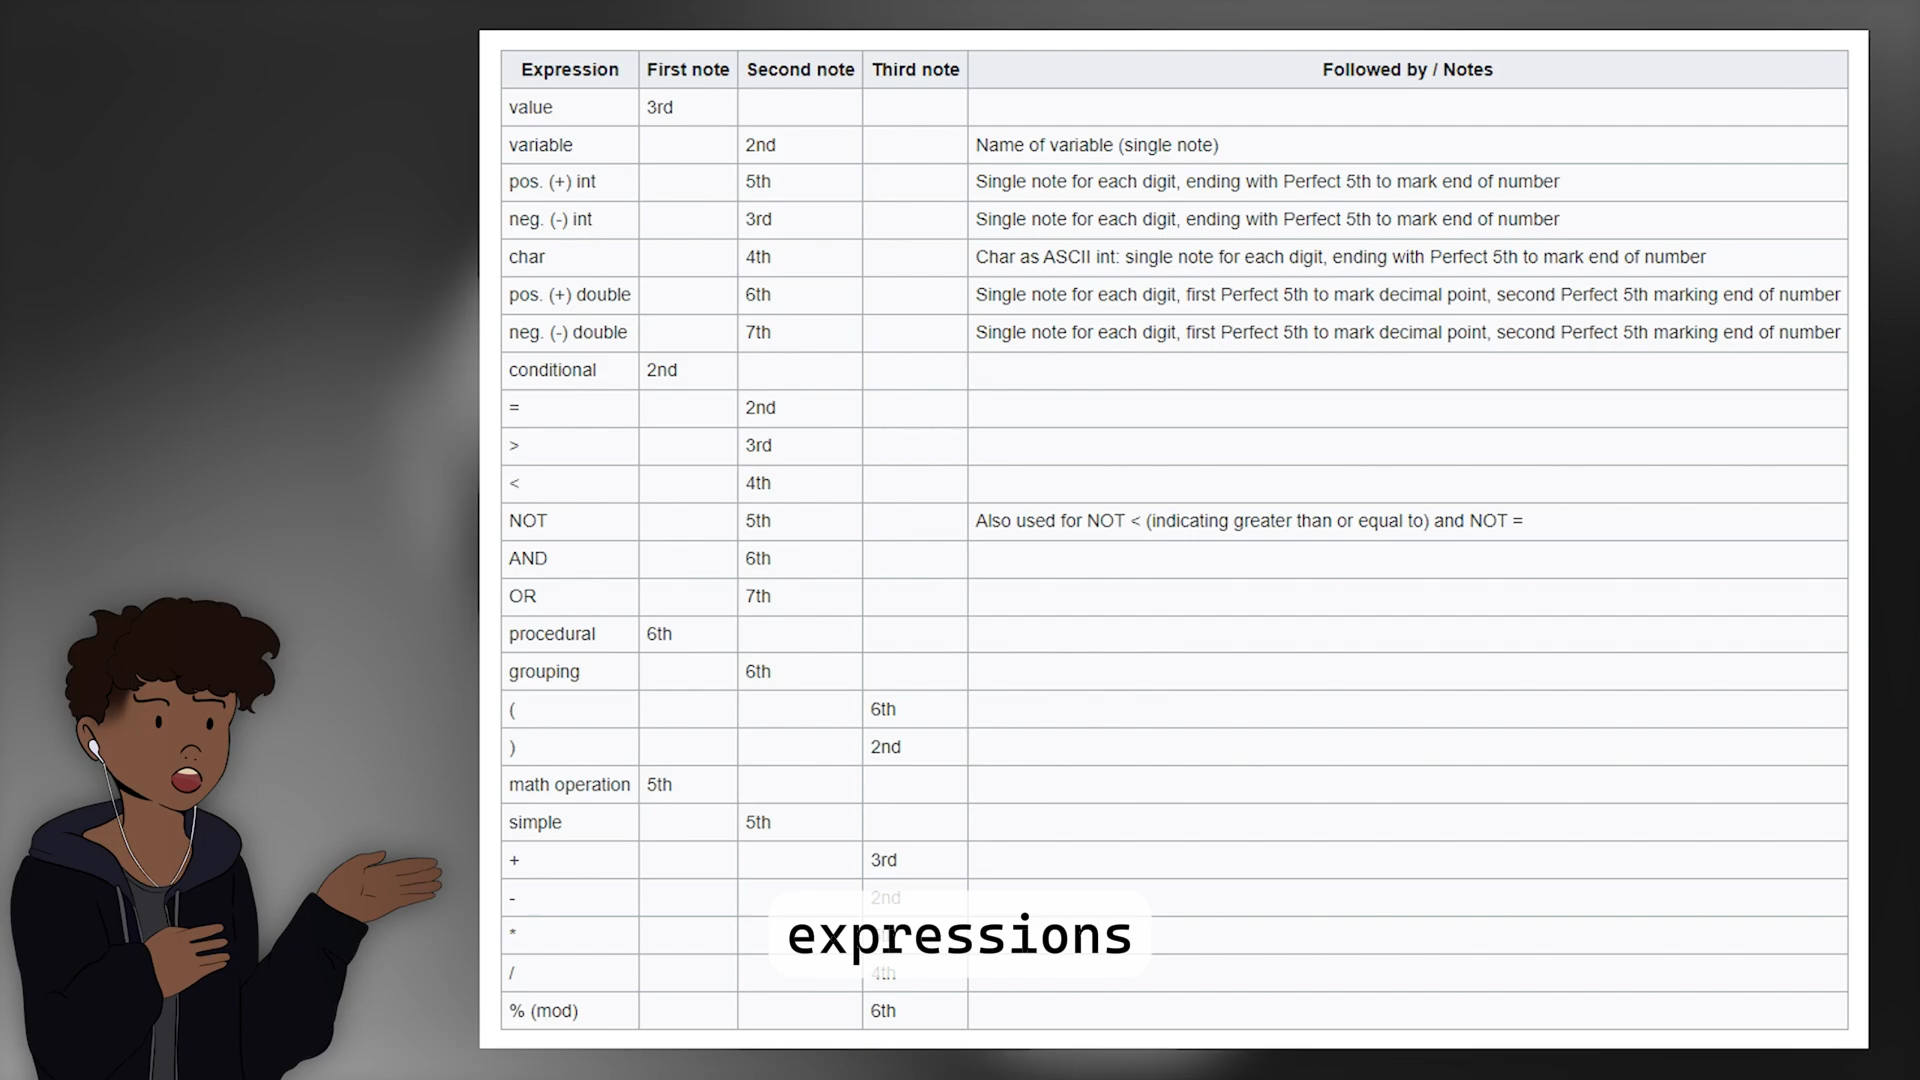 Expression First note Second note Third note Followed by / Notes
value 3rd
variable 2nd Name of variable (single note)
pos. (+) int 5th Single note for each digit, ending with Perfect 5th to mark end of number
neg. (-) int 3rd Single note for each digit, ending with Perfect 5th to mark end of number
char 4th Char as ASCII int: single note for each digit, ending with Perfect 5th to mark end of number
pos. (+) double 6th Single note for each digit, first Perfect 5th to mark decimal point, second Perfect 5th marking end of number
neg. (-) double 7th Single note for each digit, first Perfect 5th to mark decimal point, second Perfect 5th marking end of number
conditional 2nd
= 2nd
> 3rd
< 4th
NOT 5th Also used for NOT < (indicating greater than or equal to) and NOT =
AND 6th
OR 7th
procedural 6th
grouping 6th
( 6th
) 2nd
math operation 5th
simple 5th
+ 3rd
- 2nd
*
expressions
/ 4th
% (mod) 6th